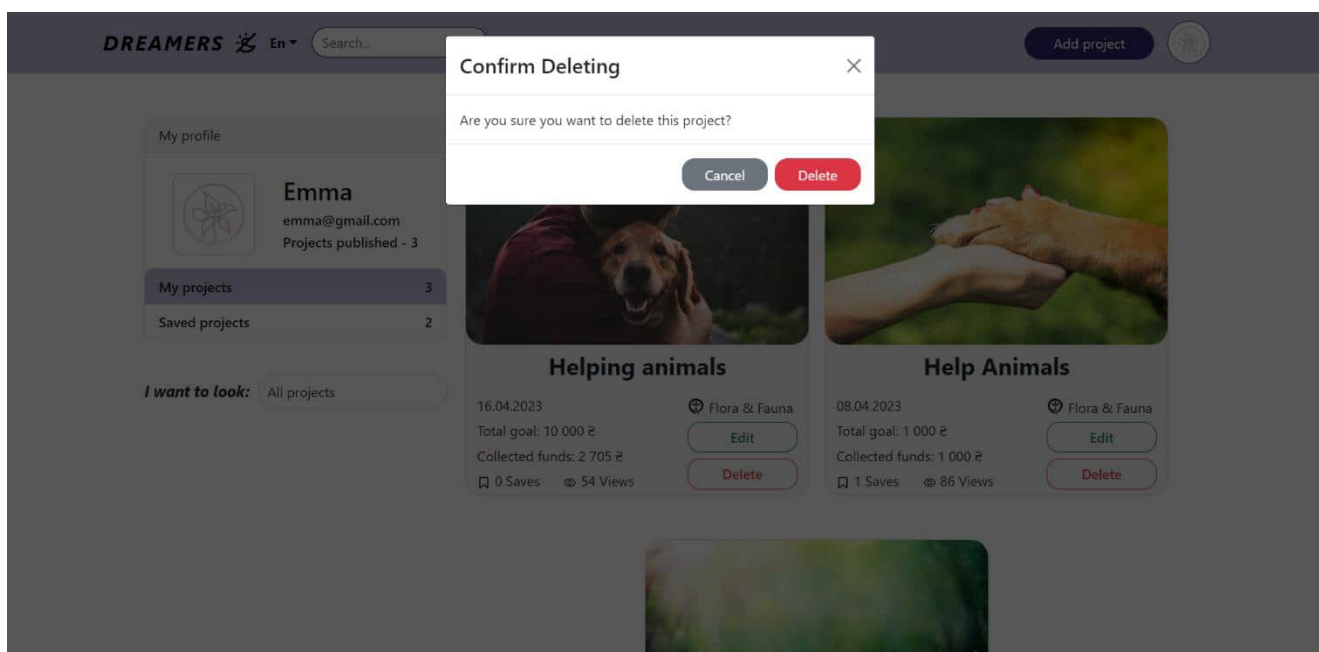 DREAMERS En Search... Add project
Confirm Deleting
Are you sure you want to delete this project?
Cancel Delete
My profile
Emma
emma@gmail.com
Projects published - 3
My projects 3
Saved projects 2
I want to look: All projects
Helping animals
16.04.2023 Flora & Fauna
Total goal: 10 000 ₴ Edit
Collected funds: 2 705 ₴
0 Saves 54 Views Delete
Help Animals
08.04.2023 Flora & Fauna
Total goal: 1 000 ₴ Edit
Collected funds: 1 000 ₴
1 Saves 86 Views Delete